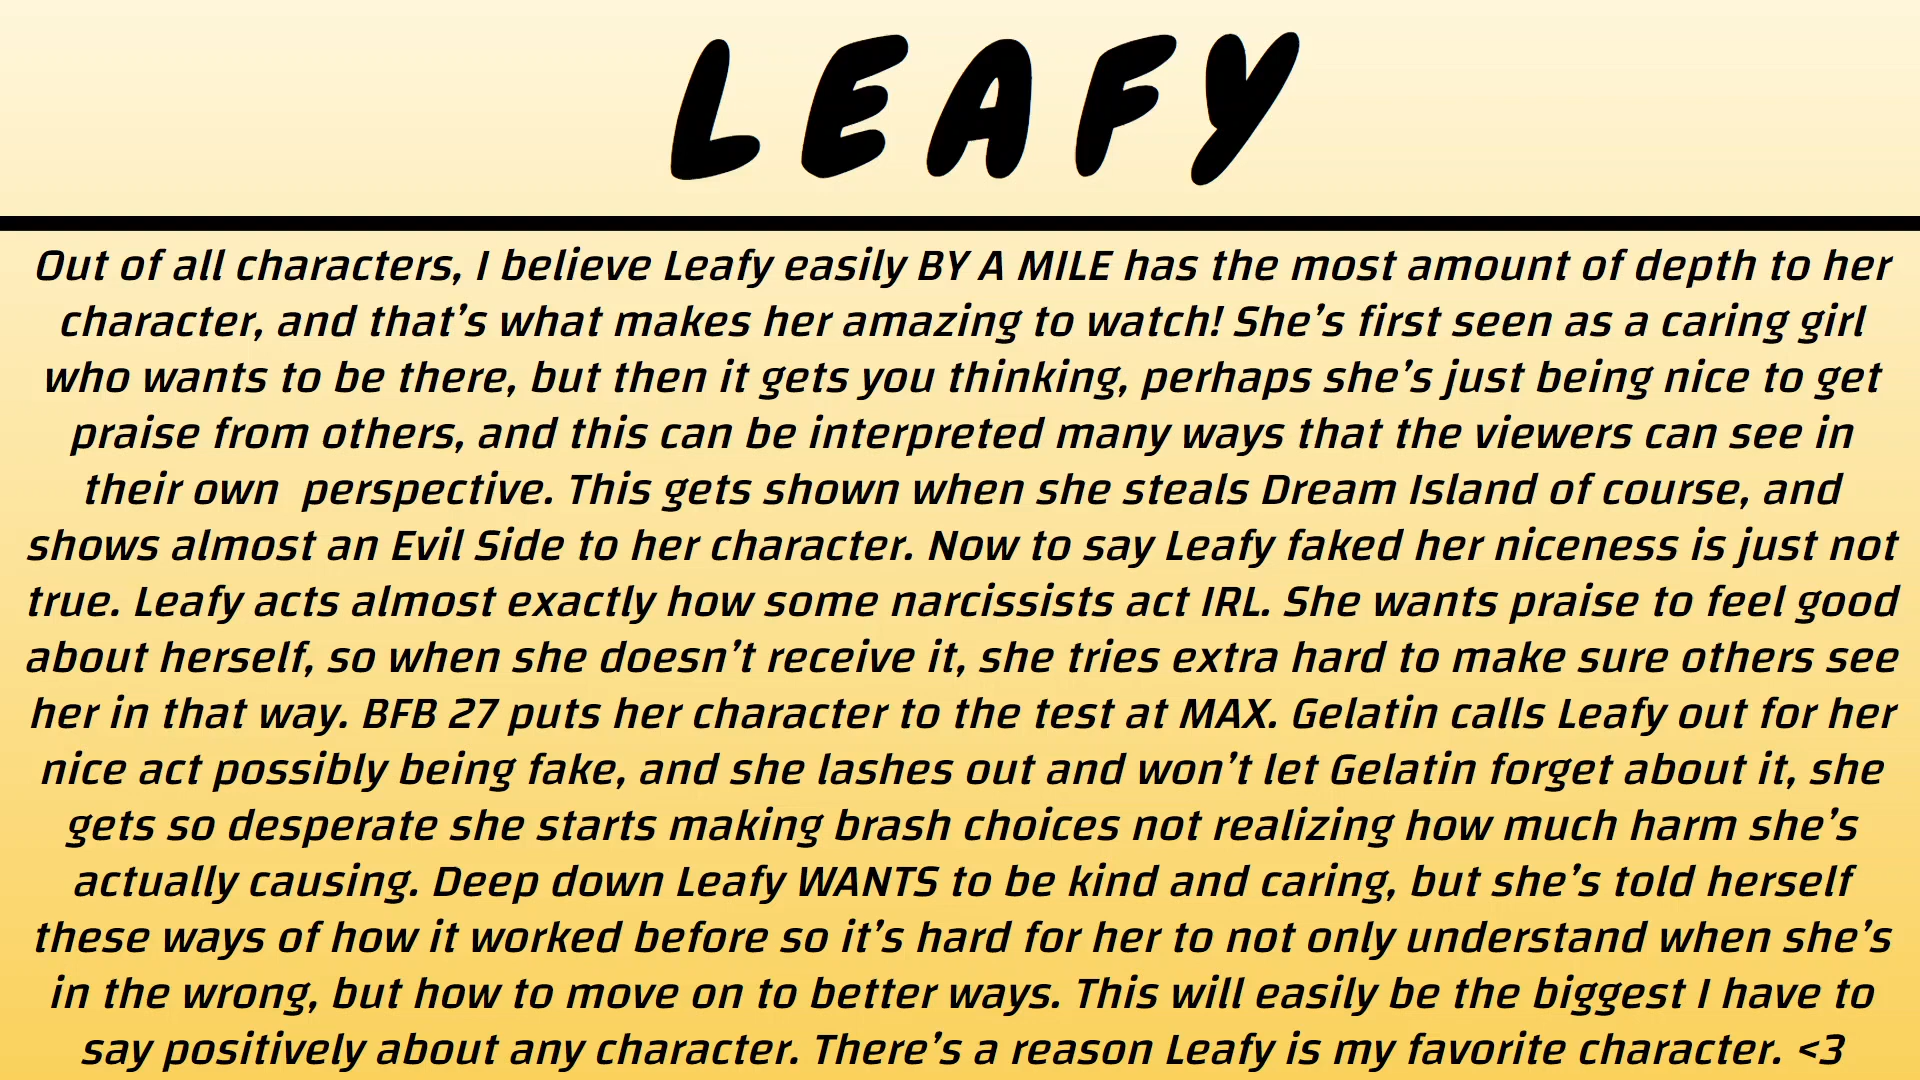 LEAFY
Out of all characters, I believe Leafy easily BY A MILE has the most amount of depth to her
character, and that’s what makes her amazing to watch! She’s first seen as a caring girl
who wants to be there, but then it gets you thinking, perhaps she’s just being nice to get
praise from others, and this can be interpreted many ways that the viewers can see in
their own  perspective. This gets shown when she steals Dream Island of course, and
shows almost an Evil Side to her character. Now to say Leafy faked her niceness is just not
true. Leafy acts almost exactly how some narcissists act IRL. She wants praise to feel good
about herself, so when she doesn’t receive it, she tries extra hard to make sure others see
her in that way. BFB 27 puts her character to the test at MAX. Gelatin calls Leafy out for her
nice act possibly being fake, and she lashes out and won’t let Gelatin forget about it, she
gets so desperate she starts making brash choices not realizing how much harm she’s
actually causing. Deep down Leafy WANTS to be kind and caring, but she’s told herself
these ways of how it worked before so it’s hard for her to not only understand when she’s
in the wrong, but how to move on to better ways. This will easily be the biggest I have to
say positively about any character. There’s a reason Leafy is my favorite character. <3